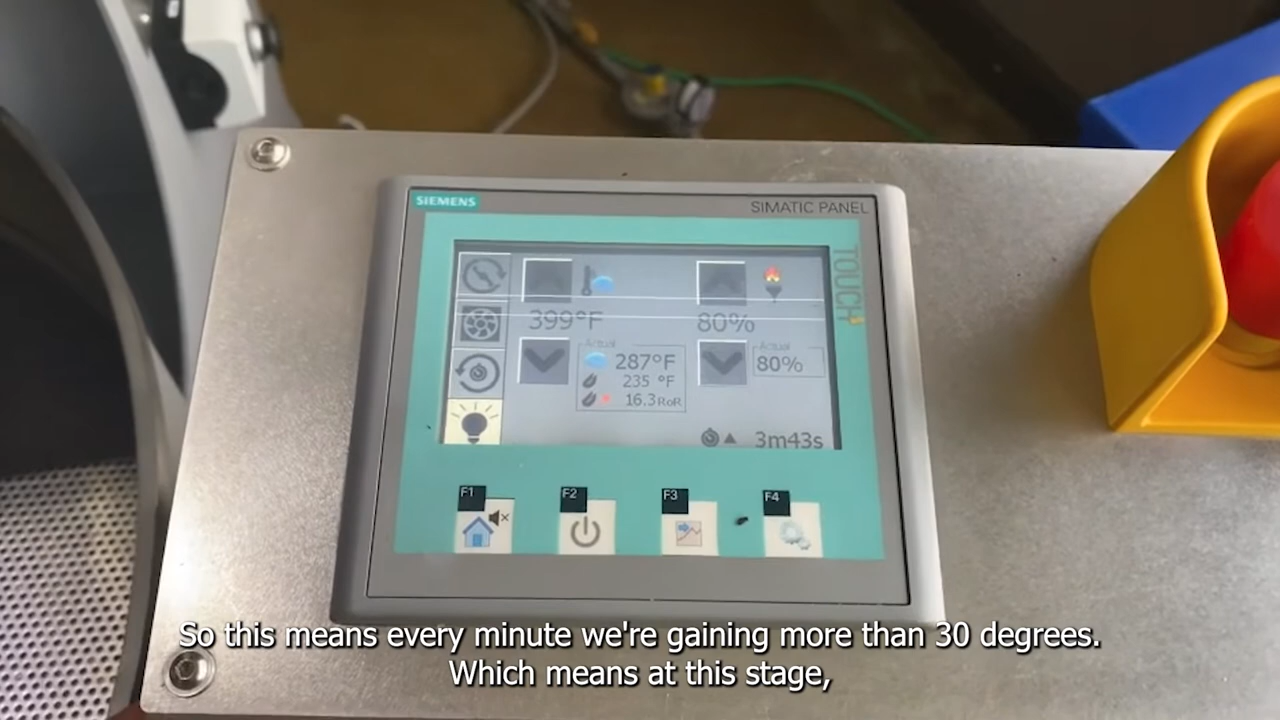 SIEMENS
SIMATIC PANEL
TOUCH
399°F
80%
Actual
287°F
235 °F
16,3RoR
Actual
80%
3m43s
F1
F2
F3
F4
So this means every minute we're gaining more than 30 degrees.
Which means at this stage,